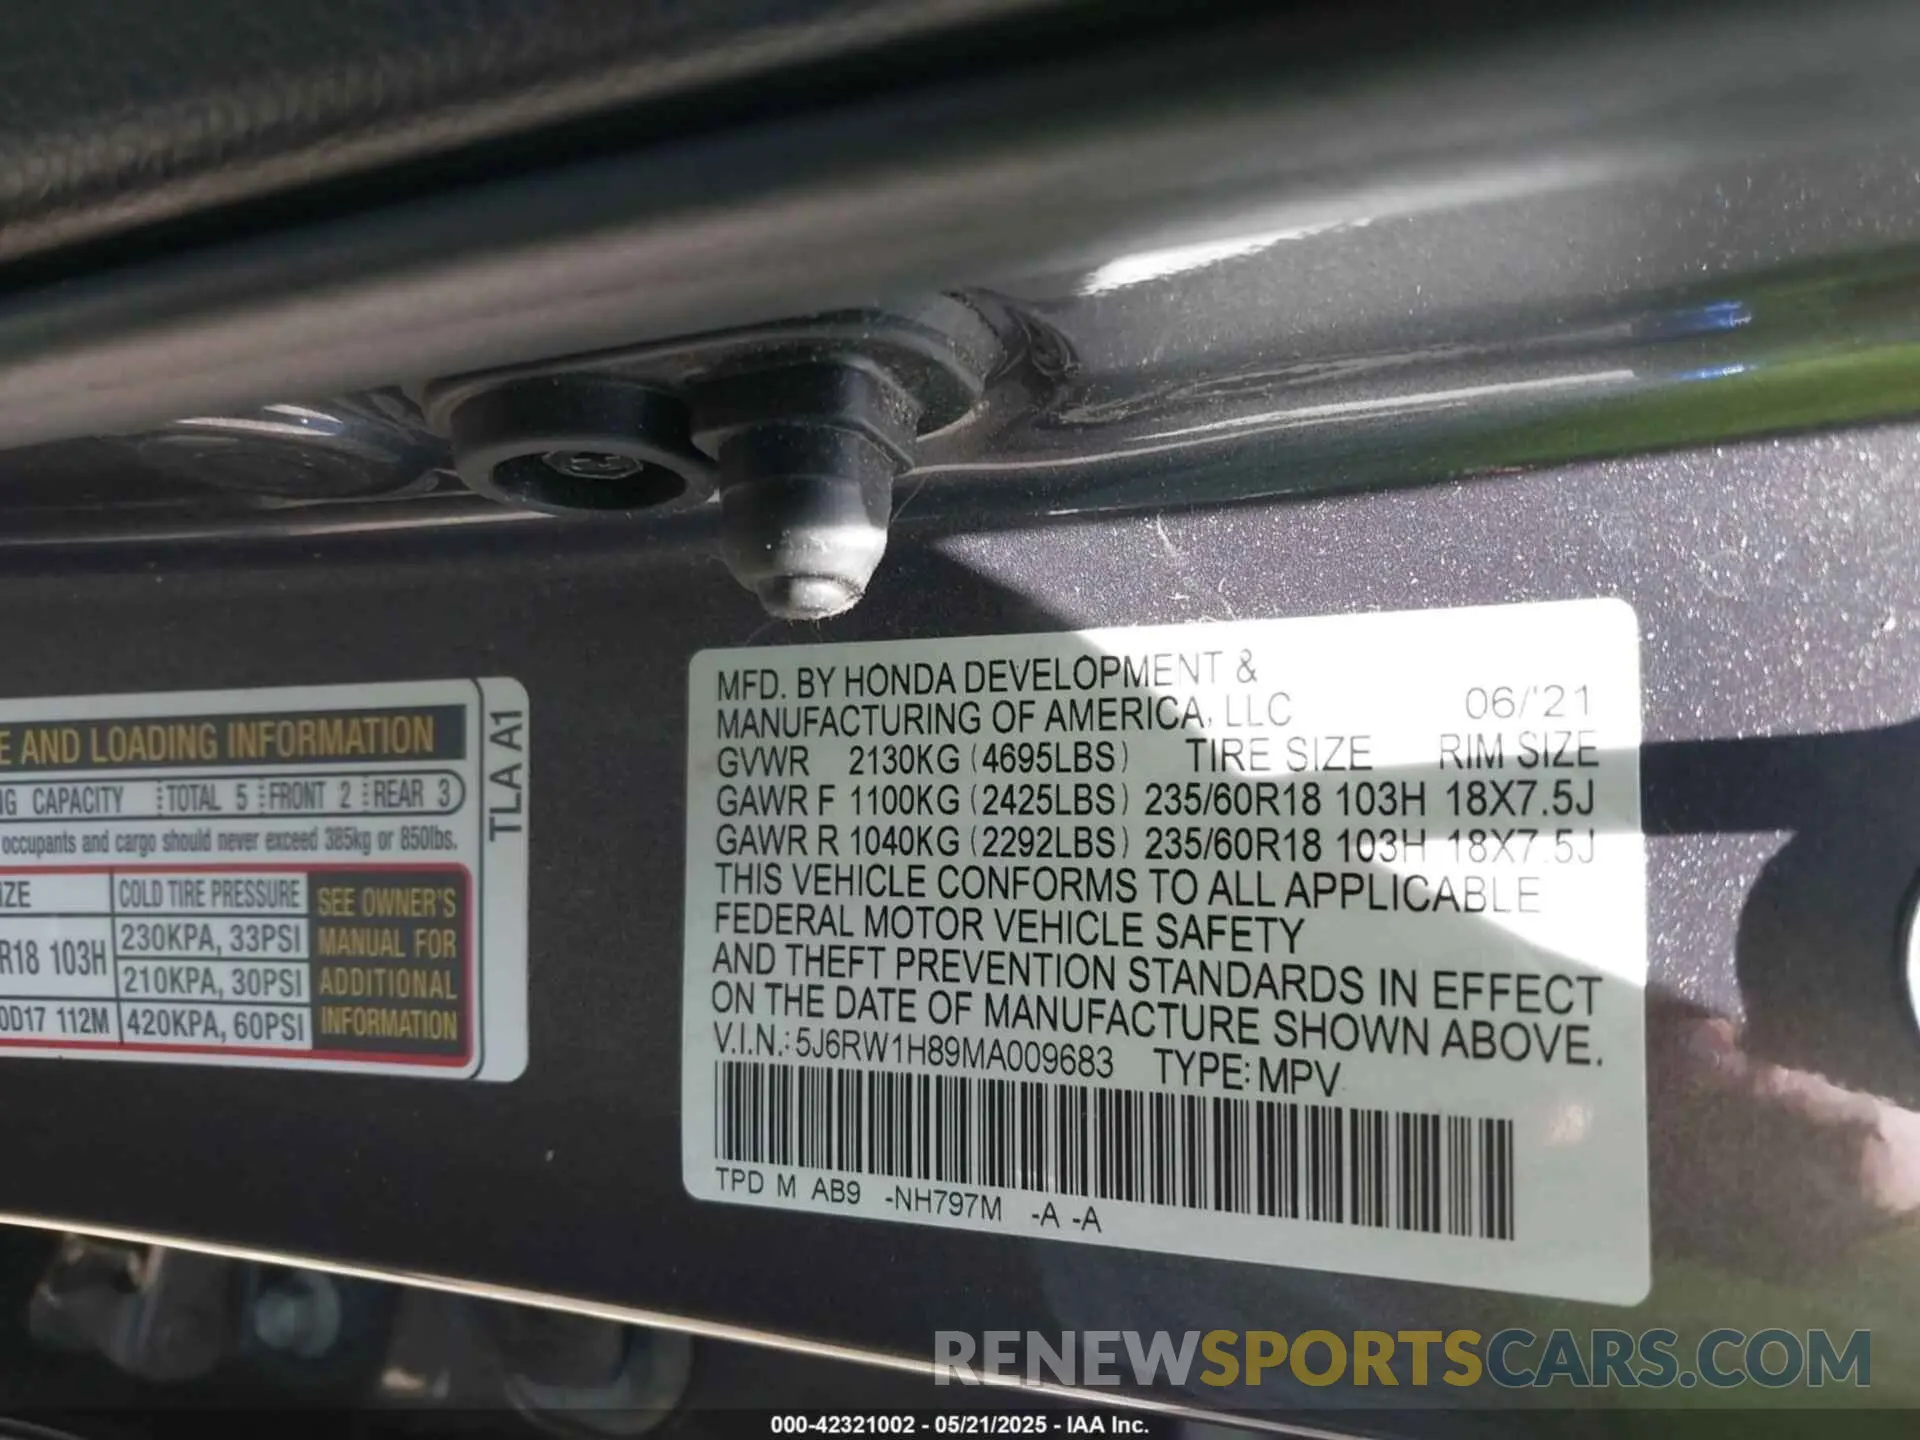 E AND LOADING INFORMATION
NG CAPACITY TOTAL 5 FRONT 2 REAR 3
occupants and cargo should never exceed 385kg or 850lbs.
IZE COLD TIRE PRESSURE
SEE OWNER'S MANUAL FOR ADDITIONAL INFORMATION
R18 103H 230KPA, 33PSI
210KPA, 30PSI
0D17 112M 420KPA, 60PSI
TLA A1
MFD. BY HONDA DEVELOPMENT &
MANUFACTURING OF AMERICA, LLC 06/'21
GVWR 2130KG (4695LBS) TIRE SIZE RIM SIZE
GAWR F 1100KG (2425LBS) 235/60R18 103H 18X7.5J
GAWR R 1040KG (2292LBS) 235/60R18 103H 18X7.5J
THIS VEHICLE CONFORMS TO ALL APPLICABLE
FEDERAL MOTOR VEHICLE SAFETY
AND THEFT PREVENTION STANDARDS IN EFFECT
ON THE DATE OF MANUFACTURE SHOWN ABOVE.
V.I.N.: 5J6RW1H89MA009683 TYPE: MPV
TPD M AB9 -NH797M -A -A
RENEWSPORTSCARS.COM
000-42321002 - 05/21/2025 - IAA Inc.